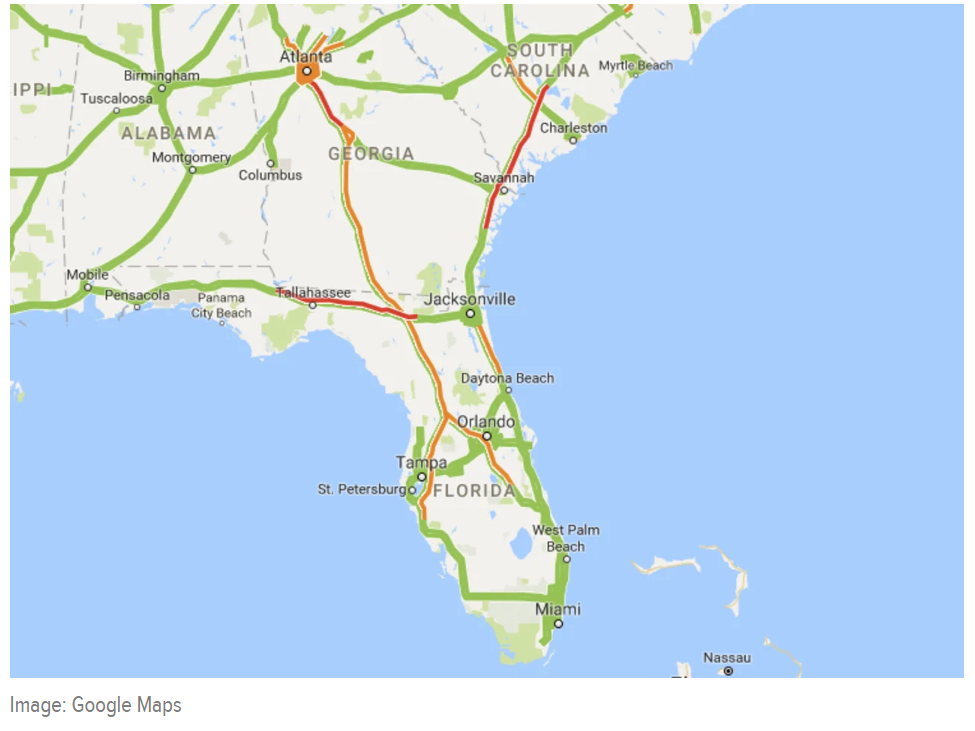 SOUTH
CAROLINA
Atlanta
Myrtle Beach
Birmingham
IPPI
Tuscaloosa
ALABAMA
Charleston
GEORGIA
Montgomery
Columbus
Savannah
Mobile
Tallahassee
Pensacola
Panama
City Beach
Jacksonville
Daytona Beach
Orlando
Tampa
St. Petersburg
FLORIDA
West Palm
Beach
Miami
Nassau
Image: Google Maps